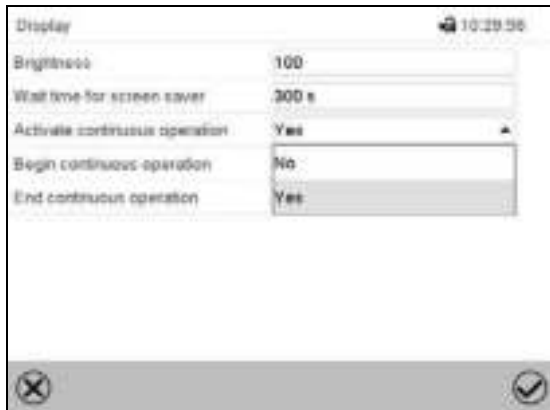 Display 10:29:56
Brightness 100
Wait time for screen saver 300 s
Activate continuous operation Yes
Begin continuous operation No
End continuous operation Yes